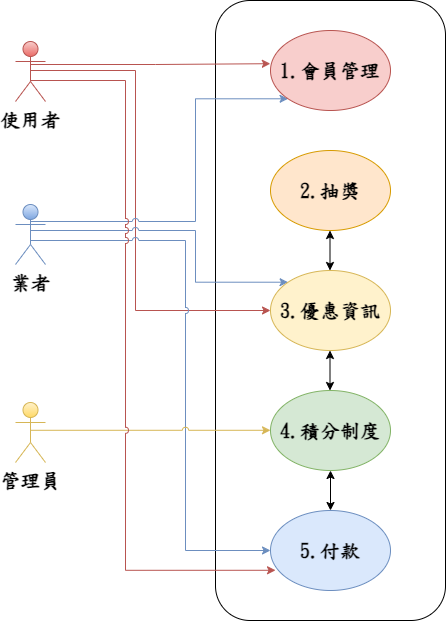 使用者
業者
管理員
1.會員管理
2.抽獎
3.優惠資訊
4.積分制度
5.付款